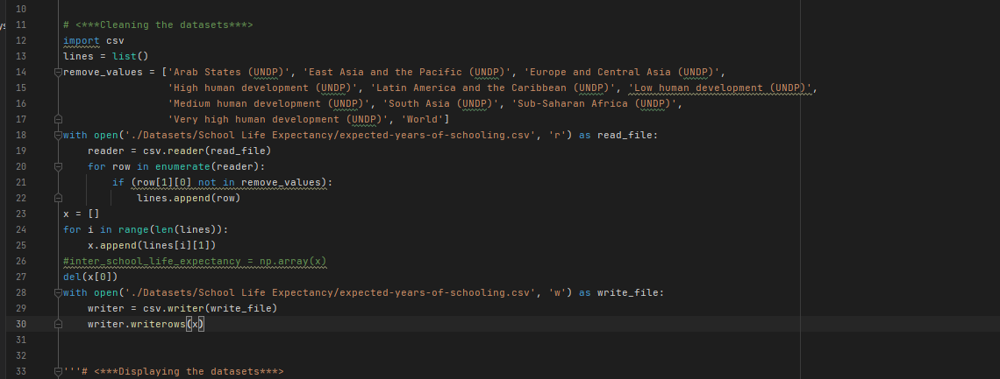 10
ys
11 # <***Cleaning the datasets***>
12 import csv
13 lines = list()
14 remove_values = ['Arab States (UNDP)', 'East Asia and the Pacific (UNDP)', 'Europe and Central Asia (UNDP)',
15 'High human development (UNDP)', 'Latin America and the Caribbean (UNDP)', 'Low human development (UNDP)',
16 'Medium human development (UNDP)', 'South Asia (UNDP)', 'Sub-Saharan Africa (UNDP)',
17 'Very high human development (UNDP)', 'World']
18 with open('./Datasets/School Life Expectancy/expected-years-of-schooling.csv', 'r') as read_file:
19 reader = csv.reader(read_file)
20 for row in enumerate(reader):
21 if (row[1][0] not in remove_values):
22 lines.append(row)
23 x = []
24 for i in range(len(lines)):
25 x.append(lines[i][1])
26 #inter_school_life_expectancy = np.array(x)
27 del(x[0])
28 with open('./Datasets/School Life Expectancy/expected-years-of-schooling.csv', 'w') as write_file:
29 writer = csv.writer(write_file)
30 writer.writerows(x)
31
32
33 '''# <***Displaying the datasets***>